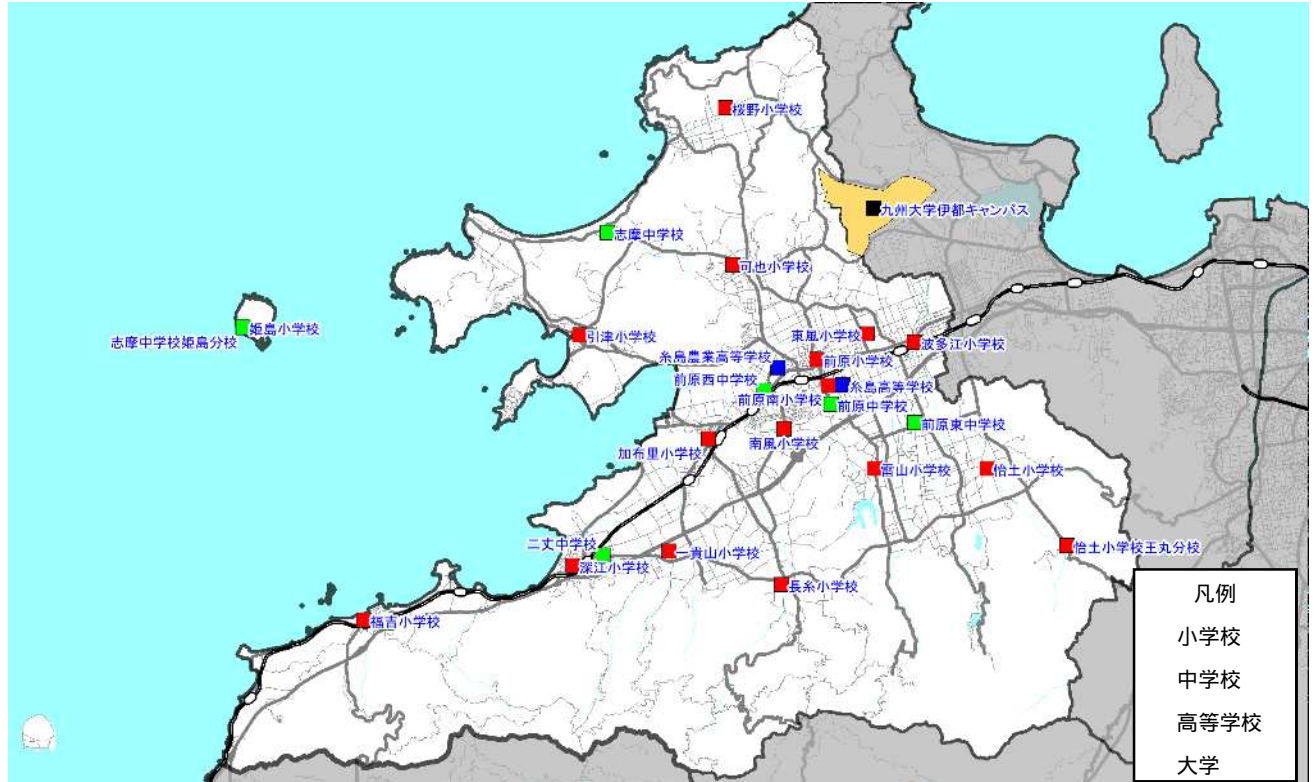 桜野小学校
九州大学伊都キャンパス
志摩中学校
可也小学校
姫島小学校
志摩中学校姫島分校
引津小学校
東風小学校
波多江小学校
糸島農業高等学校
前原小学校
前原西中学校
糸島高等学校
前原南小学校
前原中学校
前原東中学校
南風小学校
加布里小学校
雷山小学校
怡土小学校
二丈中学校
深江小学校
一貴山小学校
怡土小学校王丸分校
長糸小学校
福吉小学校
凡例
小学校
中学校
高等学校
大学